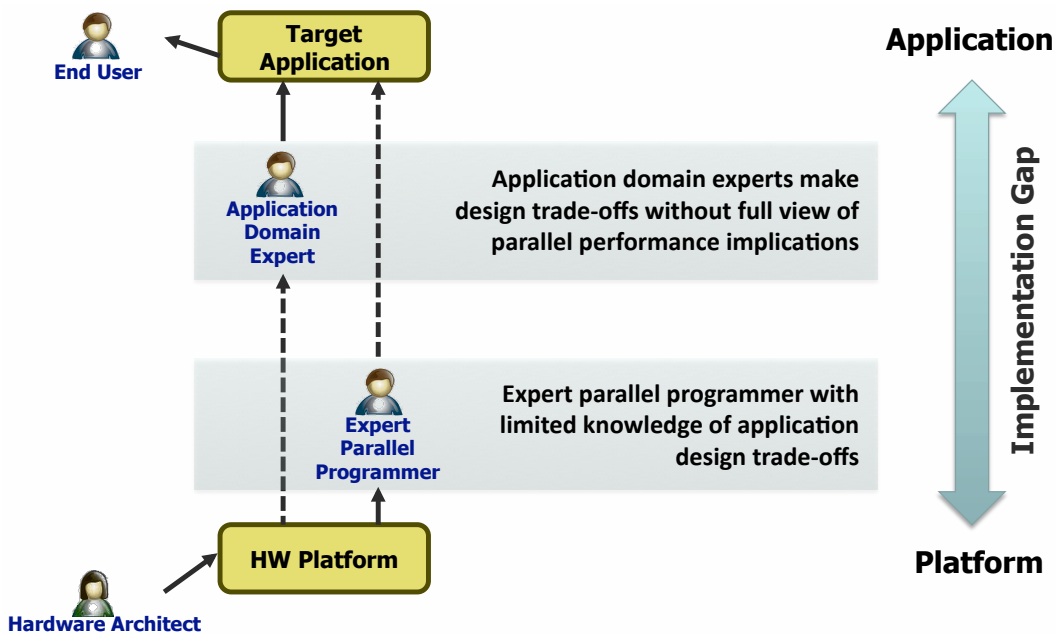 Target
Application
End User
Application
Application
Domain
Expert
Application domain experts make
design trade-offs without full view of
parallel performance implications
Implementation Gap
Expert
Parallel
Programmer
Expert parallel programmer with
limited knowledge of application
design trade-offs
HW Platform
Platform
Hardware Architect